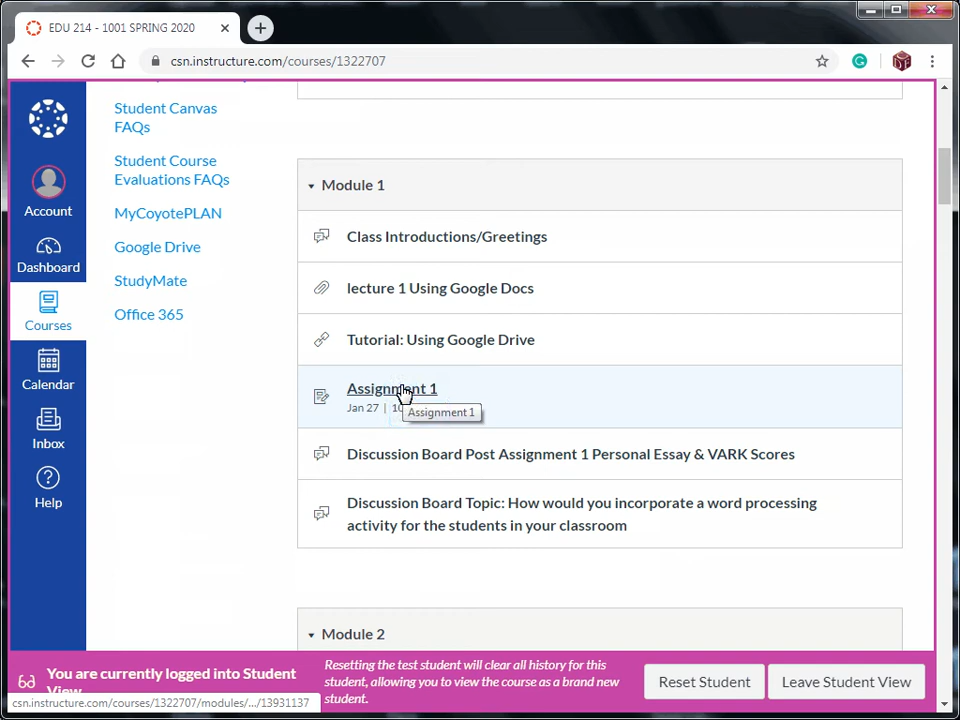 EDU 214 - 1001 SPRING 2020
csn.instructure.com/courses/1322707
Student Canvas
FAQs
Student Course
Evaluations FAQs
MyCoyotePLAN
Google Drive
StudyMate
Office 365
Account
Dashboard
Courses
Calendar
Inbox
Help
Module 1
Class Introductions/Greetings
lecture 1 Using Google Docs
Tutorial: Using Google Drive
Assignment 1
Jan 27 | 10
Assignment 1
Discussion Board Post Assignment 1 Personal Essay & VARK Scores
Discussion Board Topic: How would you incorporate a word processing
activity for the students in your classroom
Module 2
You are currently logged into Student
View
Resetting the test student will clear all history for this
student, allowing you to view the course as a brand new
student.
Reset Student
Leave Student View
csn.instructure.com/courses/1322707/modules/.../13931137